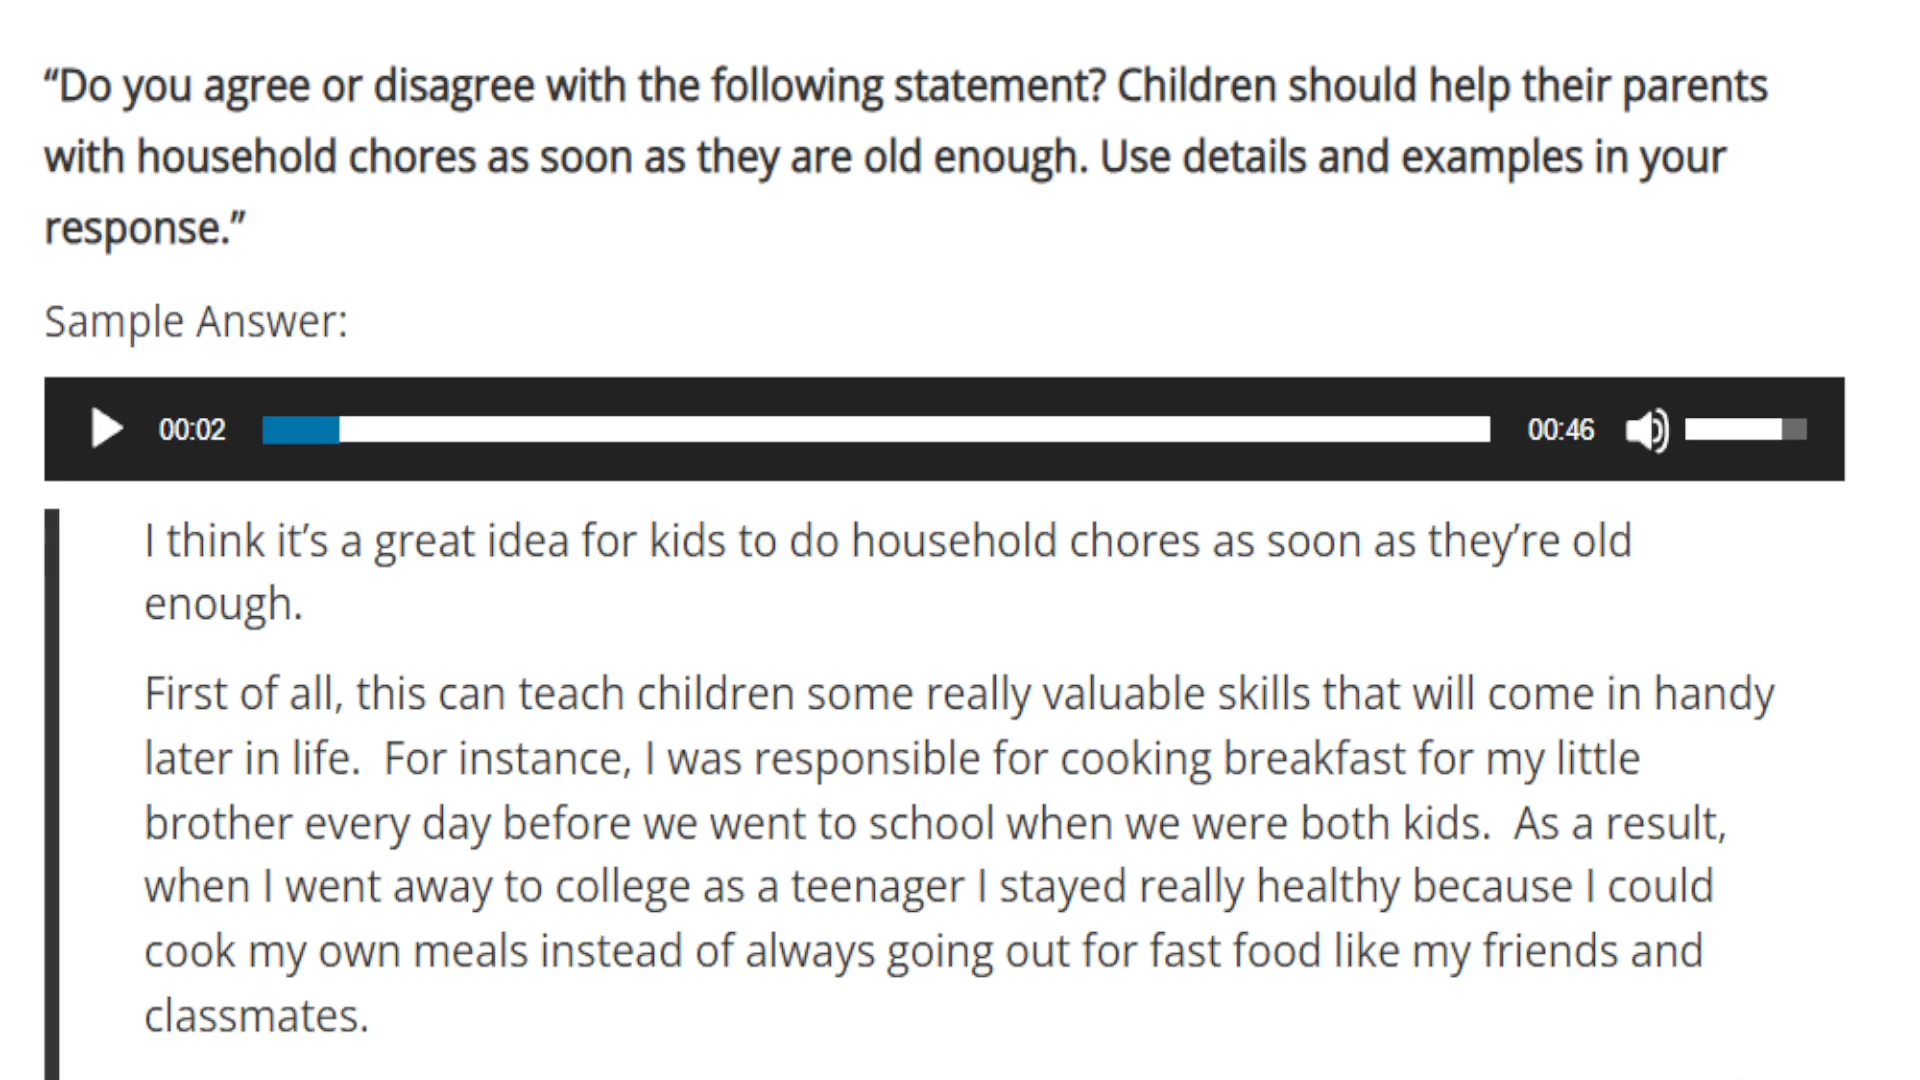 “Do you agree or disagree with the following statement? Children should help their parents
with household chores as soon as they are old enough. Use details and examples in your
response.”
Sample Answer:
00:02 00:46
I think it’s a great idea for kids to do household chores as soon as they’re old
enough.
First of all, this can teach children some really valuable skills that will come in handy
later in life.  For instance, I was responsible for cooking breakfast for my little
brother every day before we went to school when we were both kids.  As a result,
when I went away to college as a teenager I stayed really healthy because I could
cook my own meals instead of always going out for fast food like my friends and
classmates.